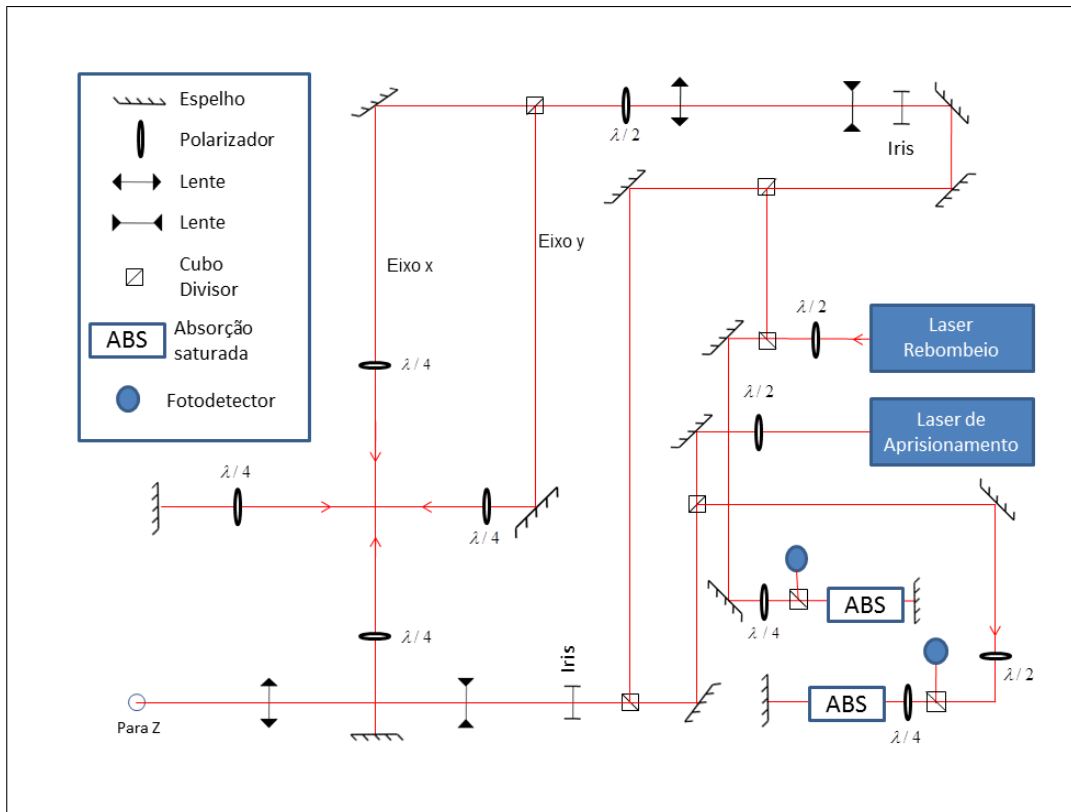 Espelho
Polarizador
Lente
Lente
Cubo
Divisor
ABS
Absorção
saturada
Fotodetector
λ / 2
Iris
Eixo x
Eixo y
λ / 4
λ / 2
Laser
Rebombeio
λ / 2
Laser de
Aprisionamento
λ / 4
λ / 4
λ / 4
ABS
λ / 4
Iris
λ / 2
ABS
λ / 4
Para Z